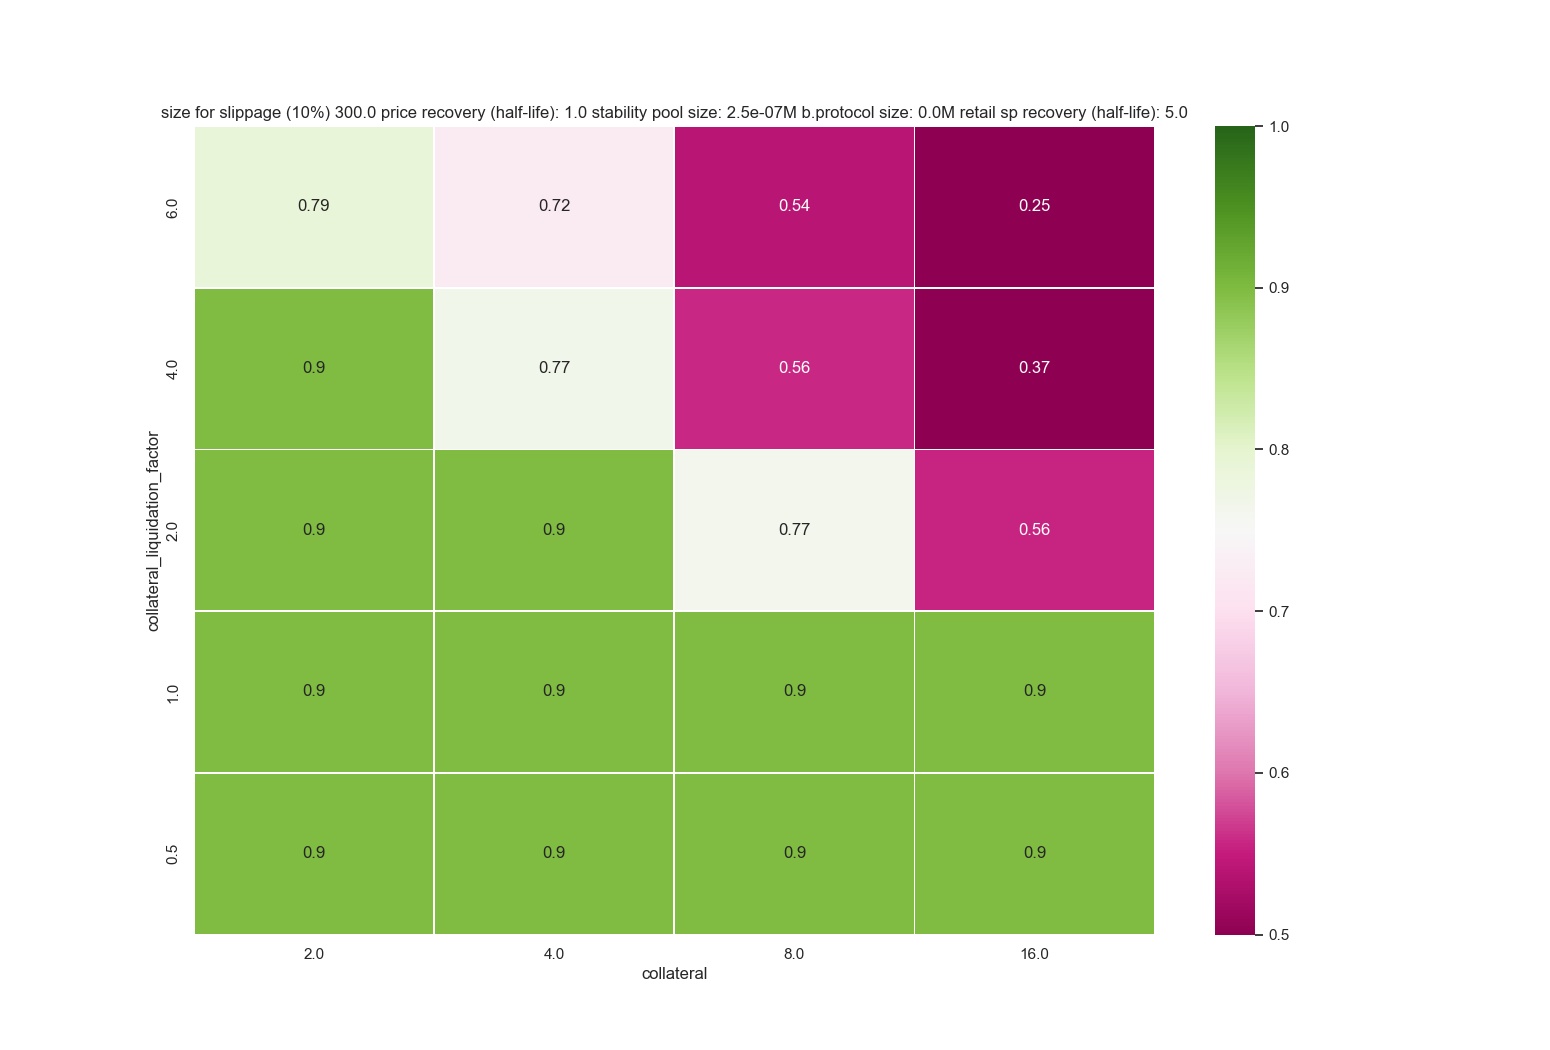 size for slippage (10%) 300.0 price recovery (half-life): 1.0 stability pool size: 2.5e-07M b.protocol size: 0.0M retail sp recovery (half-life): 5.0
6.0 0.79 0.72 0.54 0.25
4.0 0.9 0.77 0.56 0.37
2.0 0.9 0.9 0.77 0.56
1.0 0.9 0.9 0.9 0.9
0.5 0.9 0.9 0.9 0.9
collateral_liquidation_factor
2.0 4.0 8.0 16.0
collateral
1.0
0.9
0.8
0.7
0.6
0.5